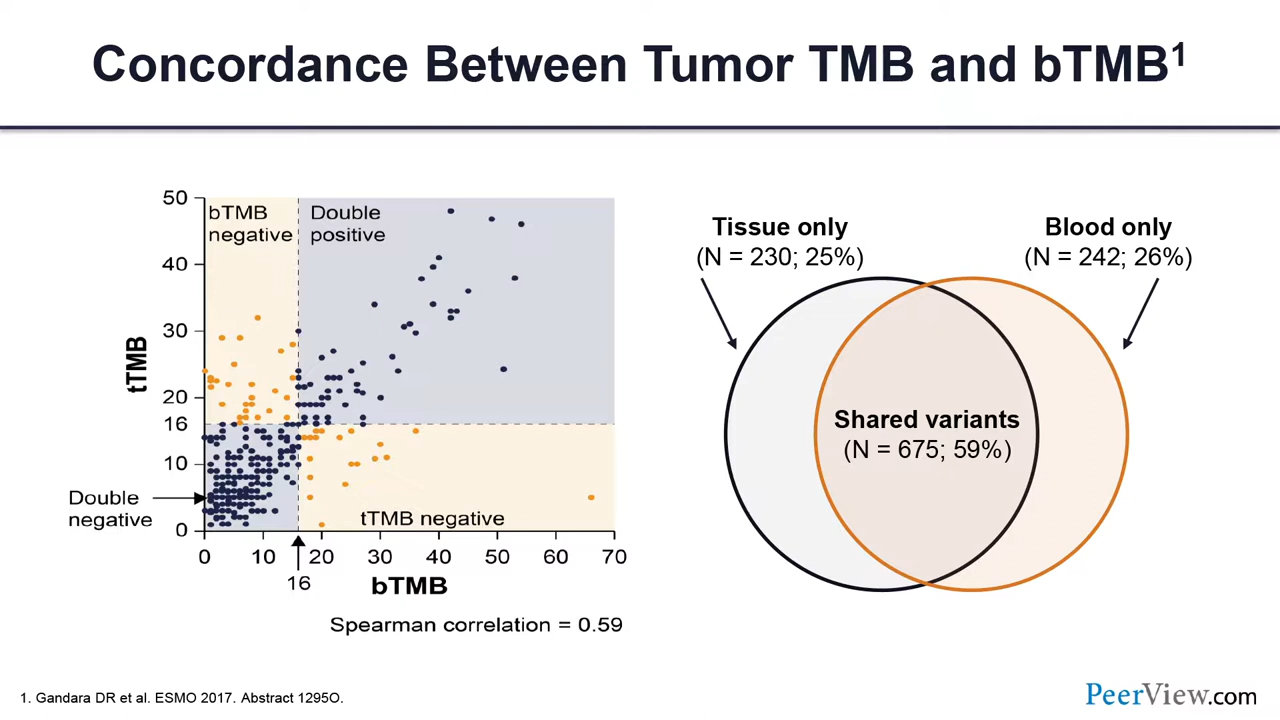 Concordance Between Tumor TMB and bTMB¹
50
40
30
20
16
10
0
tTMB
bTMB
negative
Double
positive
Double
negative
tTMB negative
0 10 20 30 40 50 60 70
16
bTMB
Spearman correlation = 0.59
Tissue only
(N = 230; 25%)
Blood only
(N = 242; 26%)
Shared variants
(N = 675; 59%)
1. Gandara DR et al. ESMO 2017. Abstract 1295O.
PeerView.com